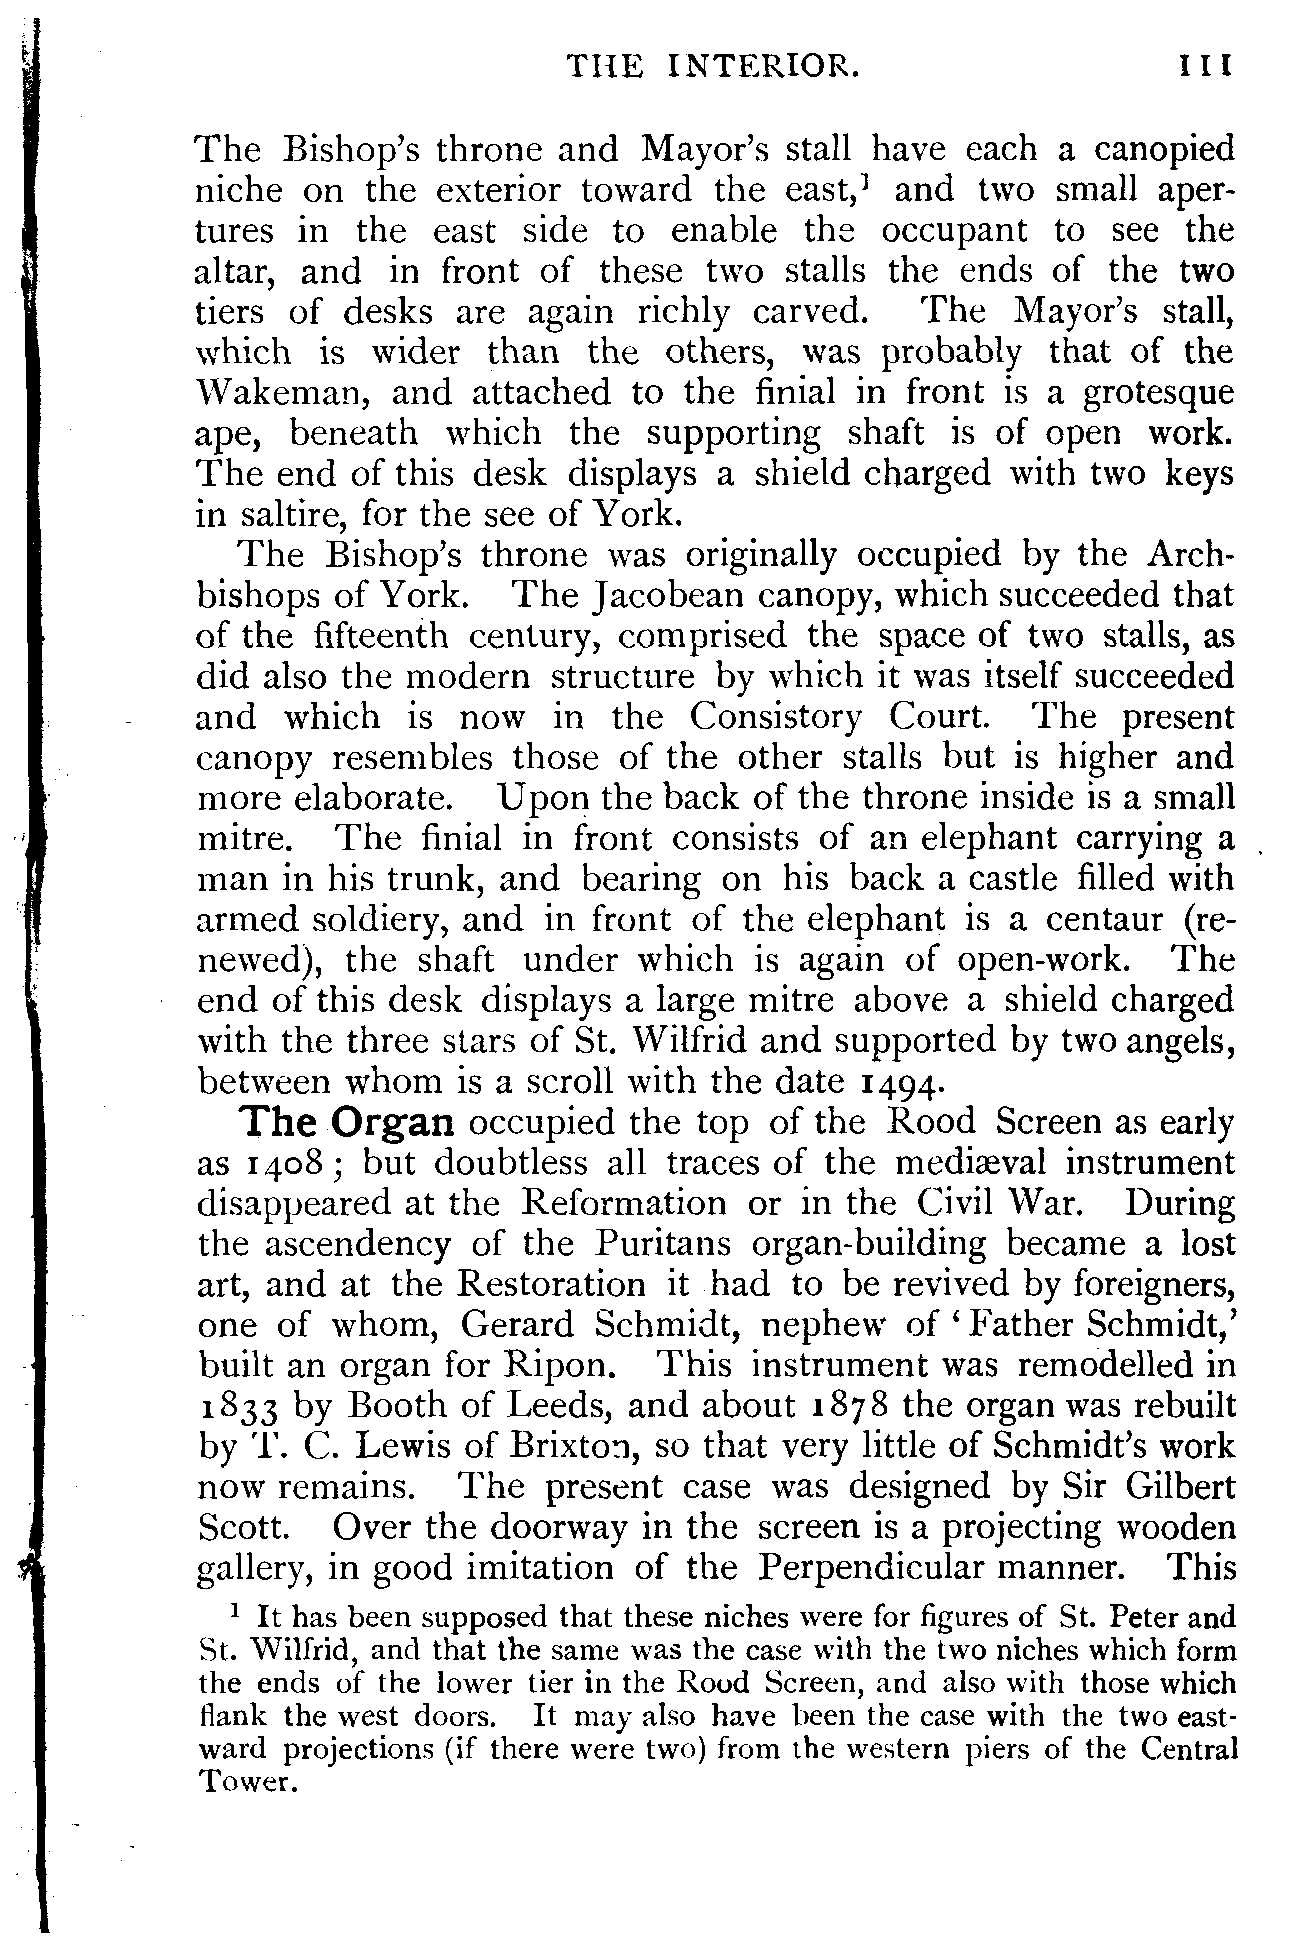 THE INTERIOR. 111
The Bishop's throne and Mayor's stall have each a canopied
niche on the exterior toward the east,¹ and two small aper-
tures in the east side to enable the occupant to see the
altar, and in front of these two stalls the ends of the two
tiers of desks are again richly carved. The Mayor's stall,
which is wider than the others, was probably that of the
Wakeman, and attached to the finial in front is a grotesque
ape, beneath which the supporting shaft is of open work.
The end of this desk displays a shield charged with two keys
in saltire, for the see of York.
The Bishop's throne was originally occupied by the Arch-
bishops of York. The Jacobean canopy, which succeeded that
of the fifteenth century, comprised the space of two stalls, as
did also the modern structure by which it was itself succeeded
and which is now in the Consistory Court. The present
canopy resembles those of the other stalls but is higher and
more elaborate. Upon the back of the throne inside is a small
mitre. The finial in front consists of an elephant carrying a
man in his trunk, and bearing on his back a castle filled with
armed soldiery, and in front of the elephant is a centaur (re-
newed), the shaft under which is again of open-work. The
end of this desk displays a large mitre above a shield charged
with the three stars of St. Wilfrid and supported by two angels,
between whom is a scroll with the date 1494.
The Organ occupied the top of the Rood Screen as early
as 1408; but doubtless all traces of the mediæval instrument
disappeared at the Reformation or in the Civil War. During
the ascendency of the Puritans organ-building became a lost
art, and at the Restoration it had to be revived by foreigners,
one of whom, Gerard Schmidt, nephew of 'Father Schmidt,'
built an organ for Ripon. This instrument was remodelled in
1833 by Booth of Leeds, and about 1878 the organ was rebuilt
by T. C. Lewis of Brixton, so that very little of Schmidt's work
now remains. The present case was designed by Sir Gilbert
Scott. Over the doorway in the screen is a projecting wooden
gallery, in good imitation of the Perpendicular manner. This
¹ It has been supposed that these niches were for figures of St. Peter and
St. Wilfrid, and that the same was the case with the two niches which form
the ends of the lower tier in the Rood Screen, and also with those which
flank the west doors. It may also have been the case with the two east-
ward projections (if there were two) from the western piers of the Central
Tower.